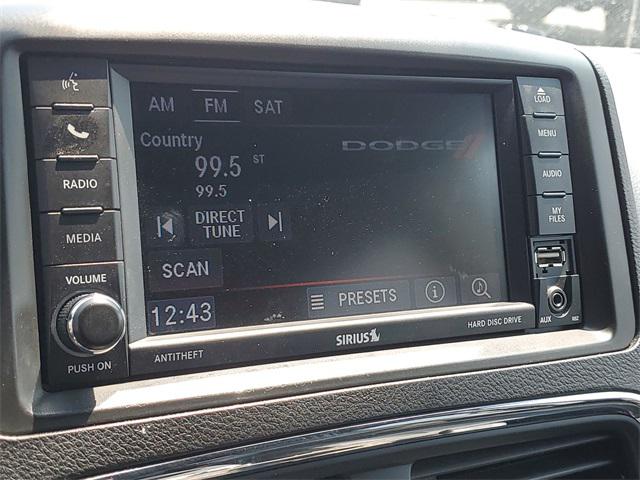 AM FM SAT
Country
DODGE
99.5 ST
99.5
DIRECT
TUNE
SCAN
12:43
PRESETS
RADIO
MEDIA
VOLUME
PUSH ON
ANTITHEFT
SIRIUS
HARD DISC DRIVE
LOAD
MENU
AUDIO
MY
FILES
AUX